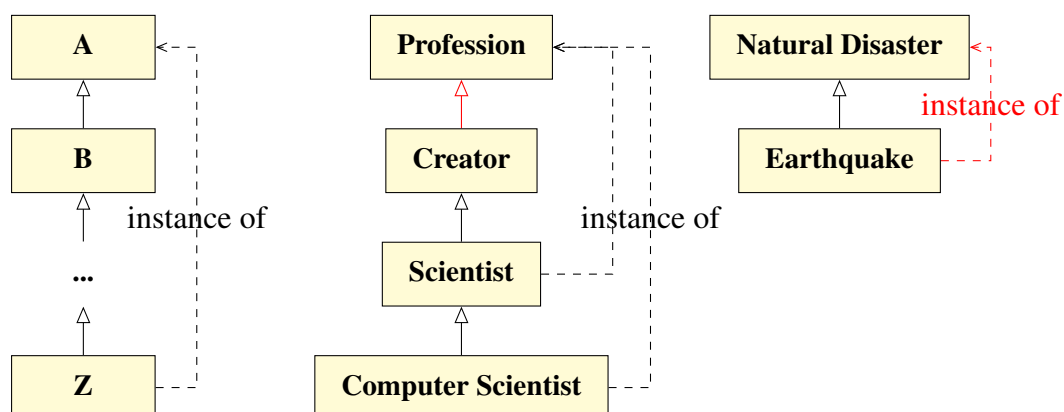 A
Profession
Natural Disaster
instance of
B
Creator
Earthquake
instance of
instance of
...
Scientist
Z
Computer Scientist